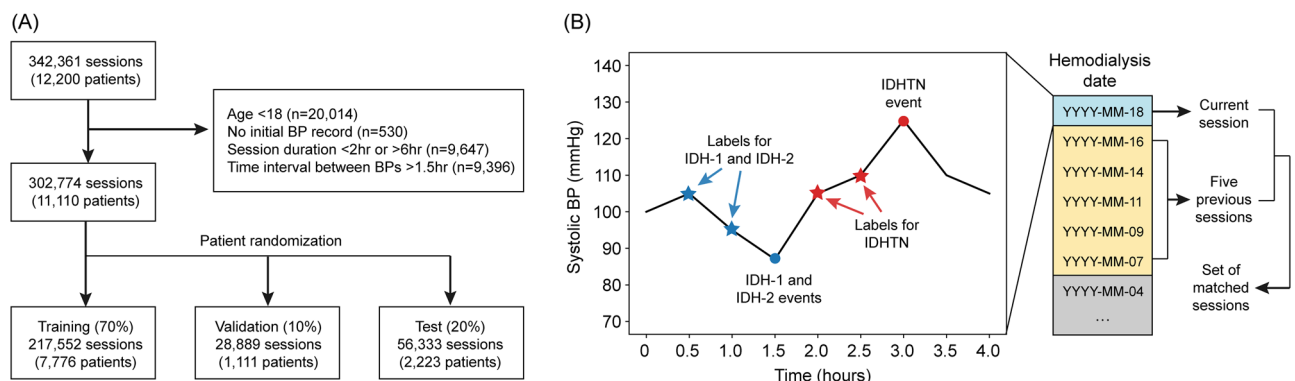 (A)
342,361 sessions
(12,200 patients)
Age <18 (n=20,014)
No initial BP record (n=530)
Session duration <2hr or >6hr (n=9,647)
Time interval between BPs >1.5hr (n=9,396)
302,774 sessions
(11,110 patients)
Patient randomization
Training (70%)
217,552 sessions
(7,776 patients)
Validation (10%)
28,889 sessions
(1,111 patients)
Test (20%)
56,333 sessions
(2,223 patients)
(B)
Systolic BP (mmHg)
140
130
120
110
100
90
80
70
0
0.5
1.0
1.5
2.0
2.5
3.0
3.5
4.0
Time (hours)
Labels for
IDH-1 and IDH-2
IDH-1 and
IDH-2 events
IDHTN
event
Labels for
IDHTN
Hemodialysis
date
YYYY-MM-18
YYYY-MM-16
YYYY-MM-14
YYYY-MM-11
YYYY-MM-09
YYYY-MM-07
YYYY-MM-04
...
Current
session
Five
previous
sessions
Set of
matched
sessions